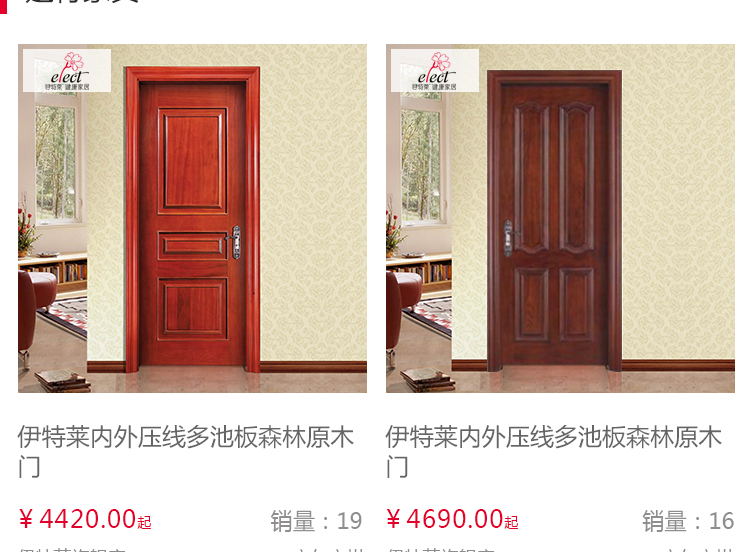 elect
伊特莱 健康家居
elect
伊特莱 健康家居
伊特莱内外压线多池板森林原木门
伊特莱内外压线多池板森林原木门
¥4420.00起
销量：19
¥4690.00起
销量：16